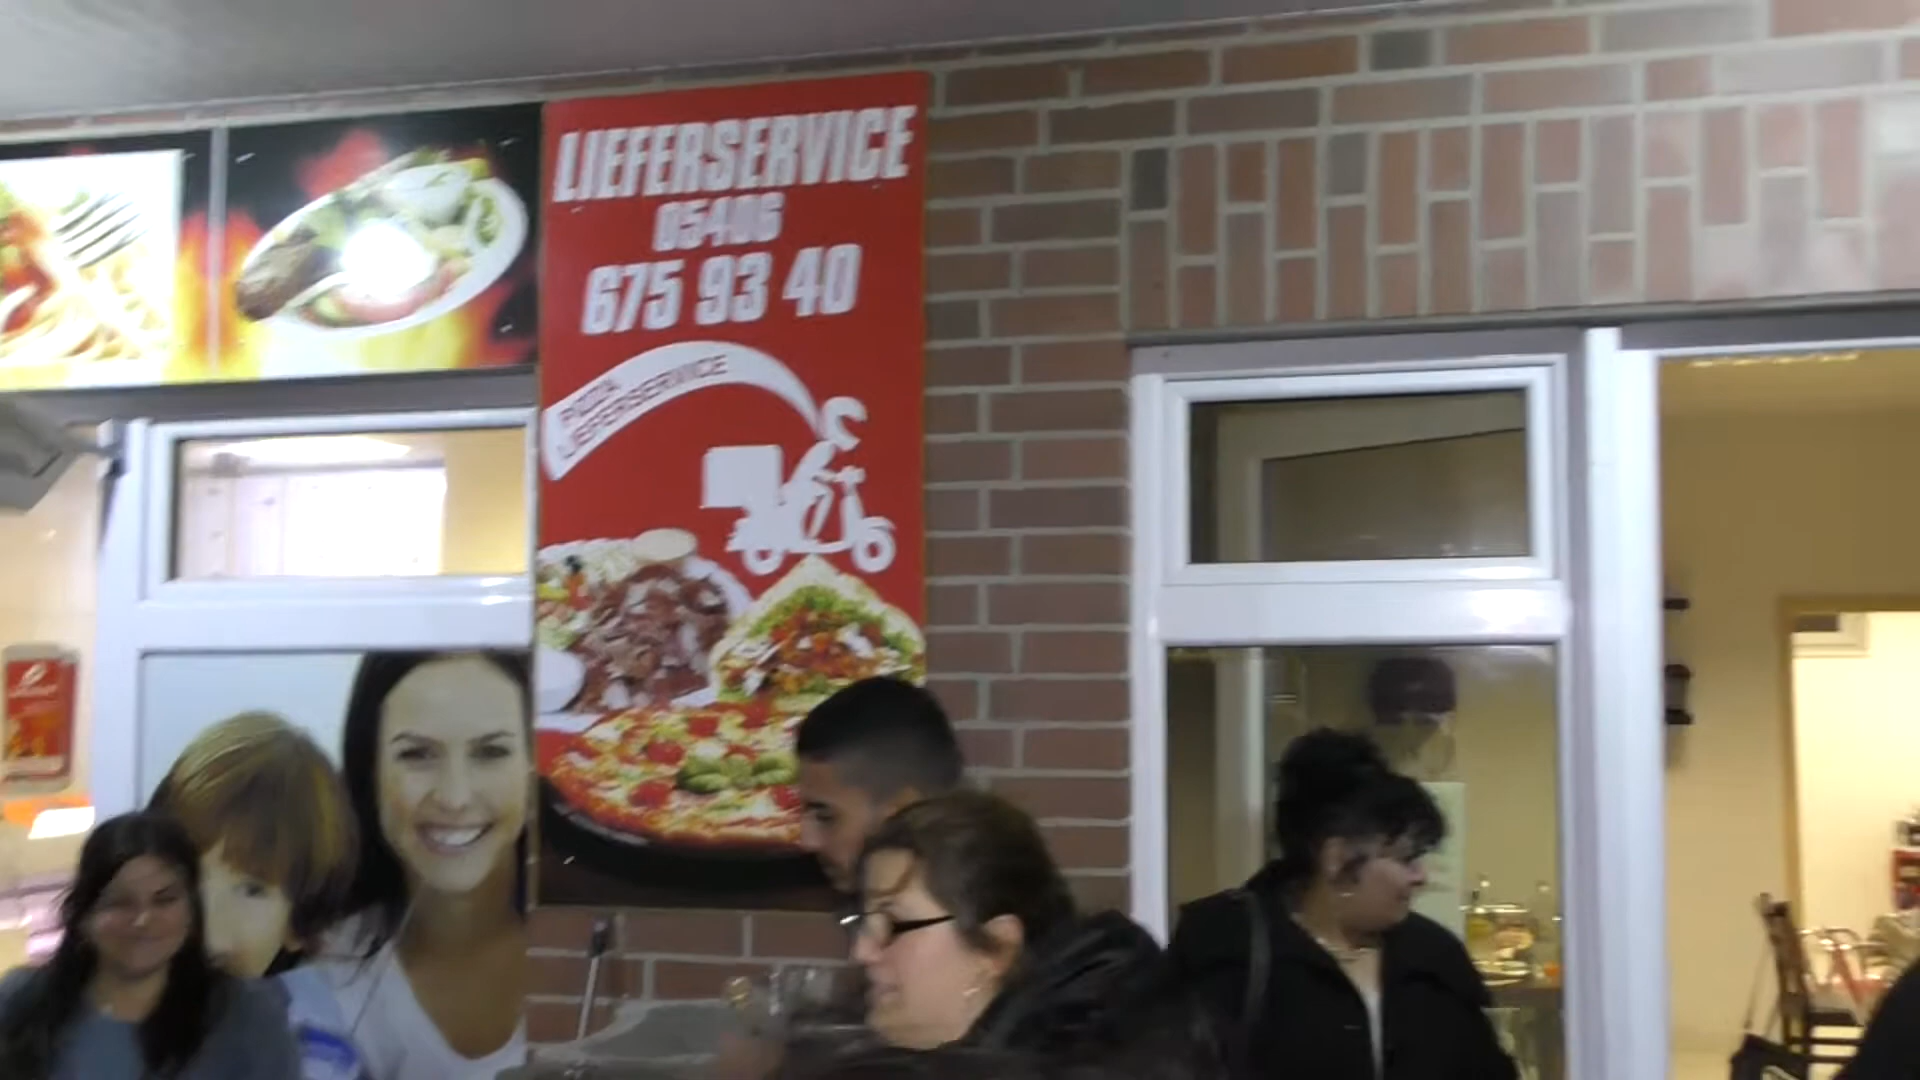 LIEFERSERVICE
05406
675 93 40
PIZZA
LIEFERSERVICE